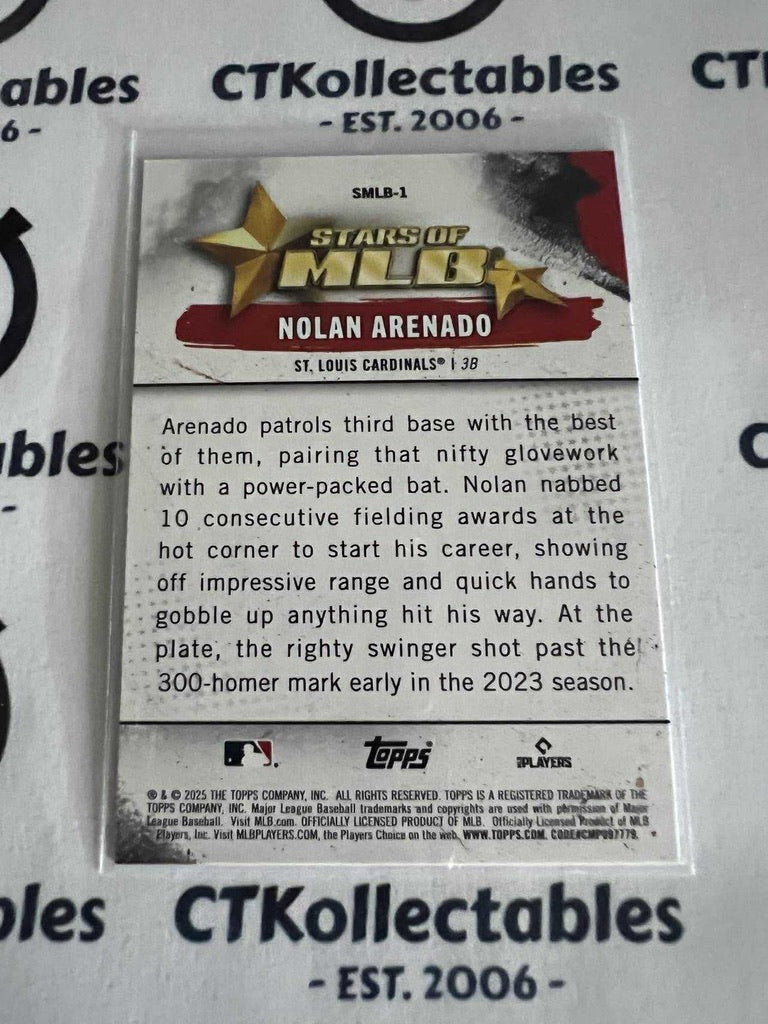 ables
CTKollectables
CT
6 -
- EST. 2006 -
SMLB-1
STARS OF
MLB
NOLAN ARENADO
ST. LOUIS CARDINALS® | 3B
Arenado patrols third base with the best
of them, pairing that nifty glovework
with a power-packed bat. Nolan nabbed
10 consecutive fielding awards at the
hot corner to start his career, showing
off impressive range and quick hands to
gobble up anything hit his way. At the
plate, the righty swinger shot past the
300-homer mark early in the 2023 season.
ables
-
C
Topps
MLBPLAYERS
® & © 2025 THE TOPPS COMPANY, INC. ALL RIGHTS RESERVED. TOPPS IS A REGISTERED TRADEMARK OF THE
TOPPS COMPANY, INC. Major League Baseball trademarks and copyrights are used with permission of Major
League Baseball. Visit MLB.com. OFFICIALLY LICENSED PRODUCT OF MLB. Officially Licensed Product of MLB
Players, Inc. Visit MLBPLAYERS.COM, the Players Choice on the web. WWW.TOPPS.COM. CODE#CMP097779.
bles
CTKollectables
- EST. 2006 -